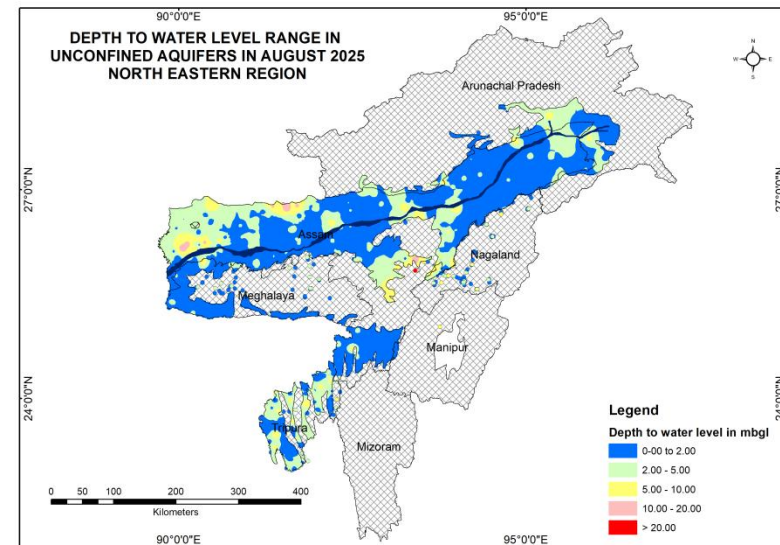 90°0'0"E 95°0'0"E
DEPTH TO WATER LEVEL RANGE IN
UNCONFINED AQUIFERS IN AUGUST 2025
NORTH EASTERN REGION
N
W E
S
Arunachal Pradesh
27°0'0"N 27°0'0"N
Assam
Nagaland
Meghalaya
Manipur
24°0'0"N 24°0'0"N
Tripura
Mizoram
Legend
Depth to water level in mbgl
0-00 to 2.00
2.00 - 5.00
5.00 - 10.00
10.00 - 20.00
> 20.00
0 50 100 200 300 400
Kilometers
90°0'0"E 95°0'0"E